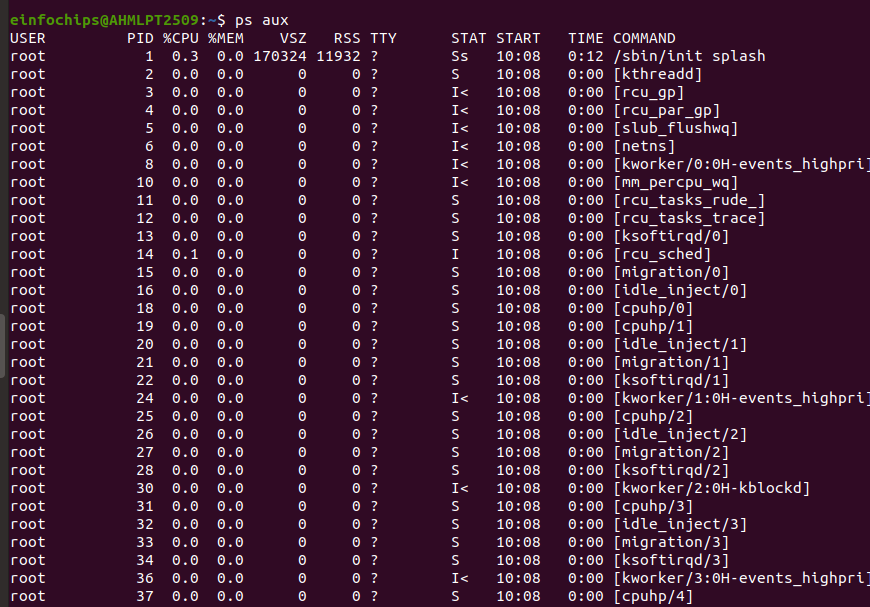 einfochips@AHMLPT2509:~$ ps aux
USER         PID %CPU %MEM    VSZ   RSS TTY      STAT START   TIME COMMAND
root           1  0.3  0.0 170324 11932 ?        Ss   10:08   0:12 /sbin/init splash
root           2  0.0  0.0      0     0 ?        S    10:08   0:00 [kthreadd]
root           3  0.0  0.0      0     0 ?        I<   10:08   0:00 [rcu_gp]
root           4  0.0  0.0      0     0 ?        I<   10:08   0:00 [rcu_par_gp]
root           5  0.0  0.0      0     0 ?        I<   10:08   0:00 [slub_flushwq]
root           6  0.0  0.0      0     0 ?        I<   10:08   0:00 [netns]
root           8  0.0  0.0      0     0 ?        I<   10:08   0:00 [kworker/0:0H-events_highpri]
root          10  0.0  0.0      0     0 ?        I<   10:08   0:00 [mm_percpu_wq]
root          11  0.0  0.0      0     0 ?        S    10:08   0:00 [rcu_tasks_rude_]
root          12  0.0  0.0      0     0 ?        S    10:08   0:00 [rcu_tasks_trace]
root          13  0.0  0.0      0     0 ?        S    10:08   0:00 [ksoftirqd/0]
root          14  0.1  0.0      0     0 ?        I    10:08   0:06 [rcu_sched]
root          15  0.0  0.0      0     0 ?        S    10:08   0:00 [migration/0]
root          16  0.0  0.0      0     0 ?        S    10:08   0:00 [idle_inject/0]
root          18  0.0  0.0      0     0 ?        S    10:08   0:00 [cpuhp/0]
root          19  0.0  0.0      0     0 ?        S    10:08   0:00 [cpuhp/1]
root          20  0.0  0.0      0     0 ?        S    10:08   0:00 [idle_inject/1]
root          21  0.0  0.0      0     0 ?        S    10:08   0:00 [migration/1]
root          22  0.0  0.0      0     0 ?        S    10:08   0:00 [ksoftirqd/1]
root          24  0.0  0.0      0     0 ?        I<   10:08   0:00 [kworker/1:0H-events_highpri]
root          25  0.0  0.0      0     0 ?        S    10:08   0:00 [cpuhp/2]
root          26  0.0  0.0      0     0 ?        S    10:08   0:00 [idle_inject/2]
root          27  0.0  0.0      0     0 ?        S    10:08   0:00 [migration/2]
root          28  0.0  0.0      0     0 ?        S    10:08   0:00 [ksoftirqd/2]
root          30  0.0  0.0      0     0 ?        I<   10:08   0:00 [kworker/2:0H-kblockd]
root          31  0.0  0.0      0     0 ?        S    10:08   0:00 [cpuhp/3]
root          32  0.0  0.0      0     0 ?        S    10:08   0:00 [idle_inject/3]
root          33  0.0  0.0      0     0 ?        S    10:08   0:00 [migration/3]
root          34  0.0  0.0      0     0 ?        S    10:08   0:00 [ksoftirqd/3]
root          36  0.0  0.0      0     0 ?        I<   10:08   0:00 [kworker/3:0H-events_highpri]
root          37  0.0  0.0      0     0 ?        S    10:08   0:00 [cpuhp/4]